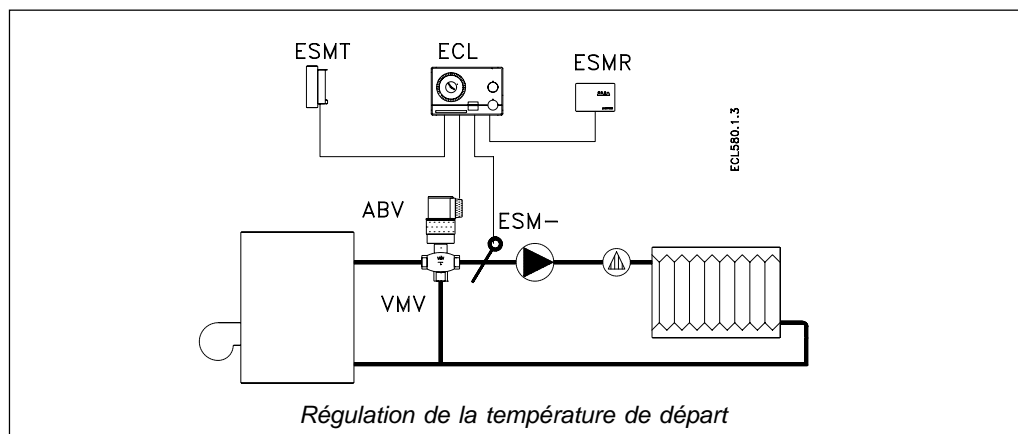 ESMT
ECL
ESMR
ECL580.1.3
ABV
ESM-
VMV
Régulation de la température de départ